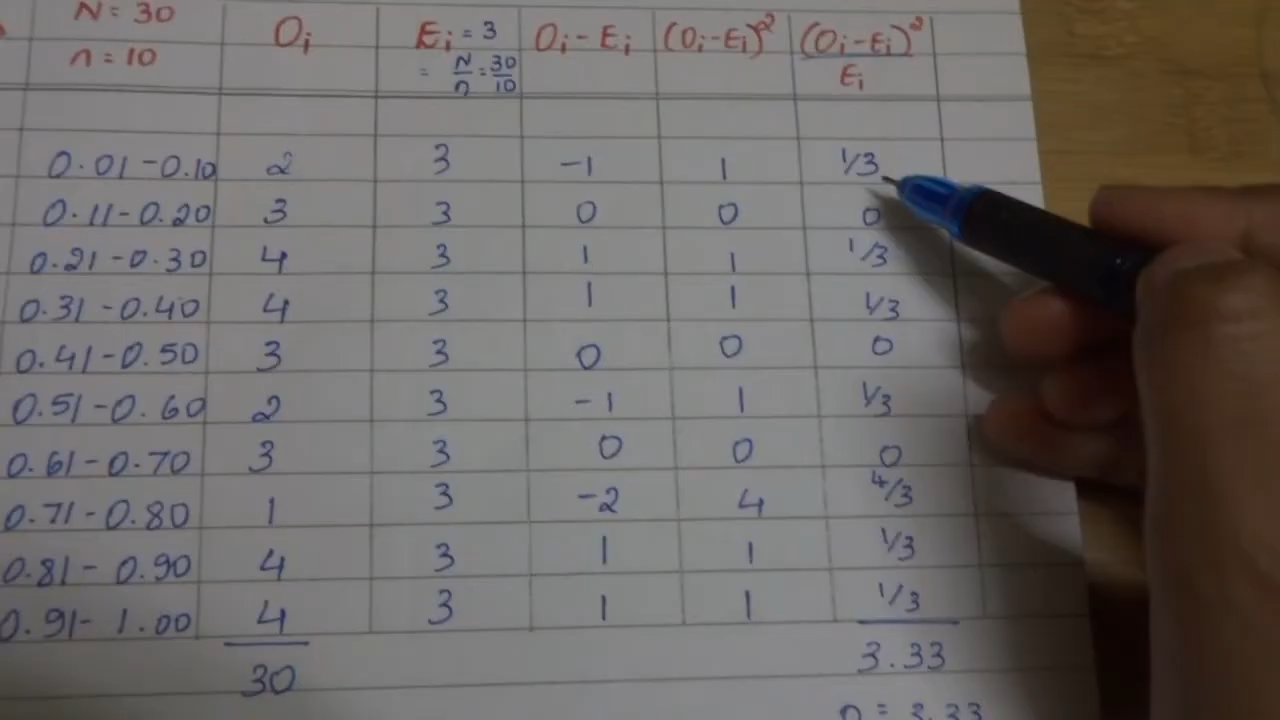 N = 30
n = 10
Oi
Ei = 3
= N/n = 30/10
Oi - Ei
(Oi-Ei)²
(Oi-Ei)²
Ei
0.01 - 0.10 2 3 -1 1 1/3
0.11 - 0.20 3 3 0 0 0
0.21 - 0.30 4 3 1 1 1/3
0.31 - 0.40 4 3 1 1 1/3
0.41 - 0.50 3 3 0 0 0
0.51 - 0.60 2 3 -1 1 1/3
0.61 - 0.70 3 3 0 0 0
0.71 - 0.80 1 3 -2 4 4/3
0.81 - 0.90 4 3 1 1 1/3
0.91 - 1.00 4 3 1 1 1/3
30 3.33
= 3.33